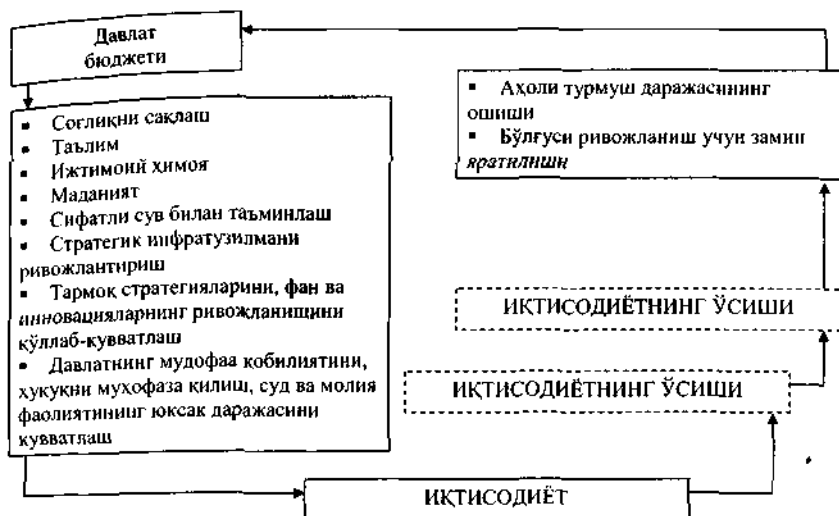 Давлат
бюджети
▪ Соғлиқни сақлаш
▪ Таълим
▪ Ижтимоий ҳимоя
▪ Маданият
▪ Сифатли сув билан таъминлаш
▪ Стратегик инфратузилмани
ривожлантириш
▪ Тармоқ стратегияларини, фан ва
инновацияларнинг ривожланишини
қўллаб-қувватлаш
▪ Давлатнинг мудофаа қобилиятини,
ҳуқуқни муҳофаза қилиш, суд ва молия
фаолиятининг юксак даражасини
қувватлаш
▪ Аҳоли турмуш даражасининг
ошиши
▪ Бўлғуси ривожланиш учун замин
яратилиши
ИҚТИСОДИЁТНИНГ ЎСИШИ
ИҚТИСОДИЁТНИНГ ЎСИШИ
ИҚТИСОДИЁТ